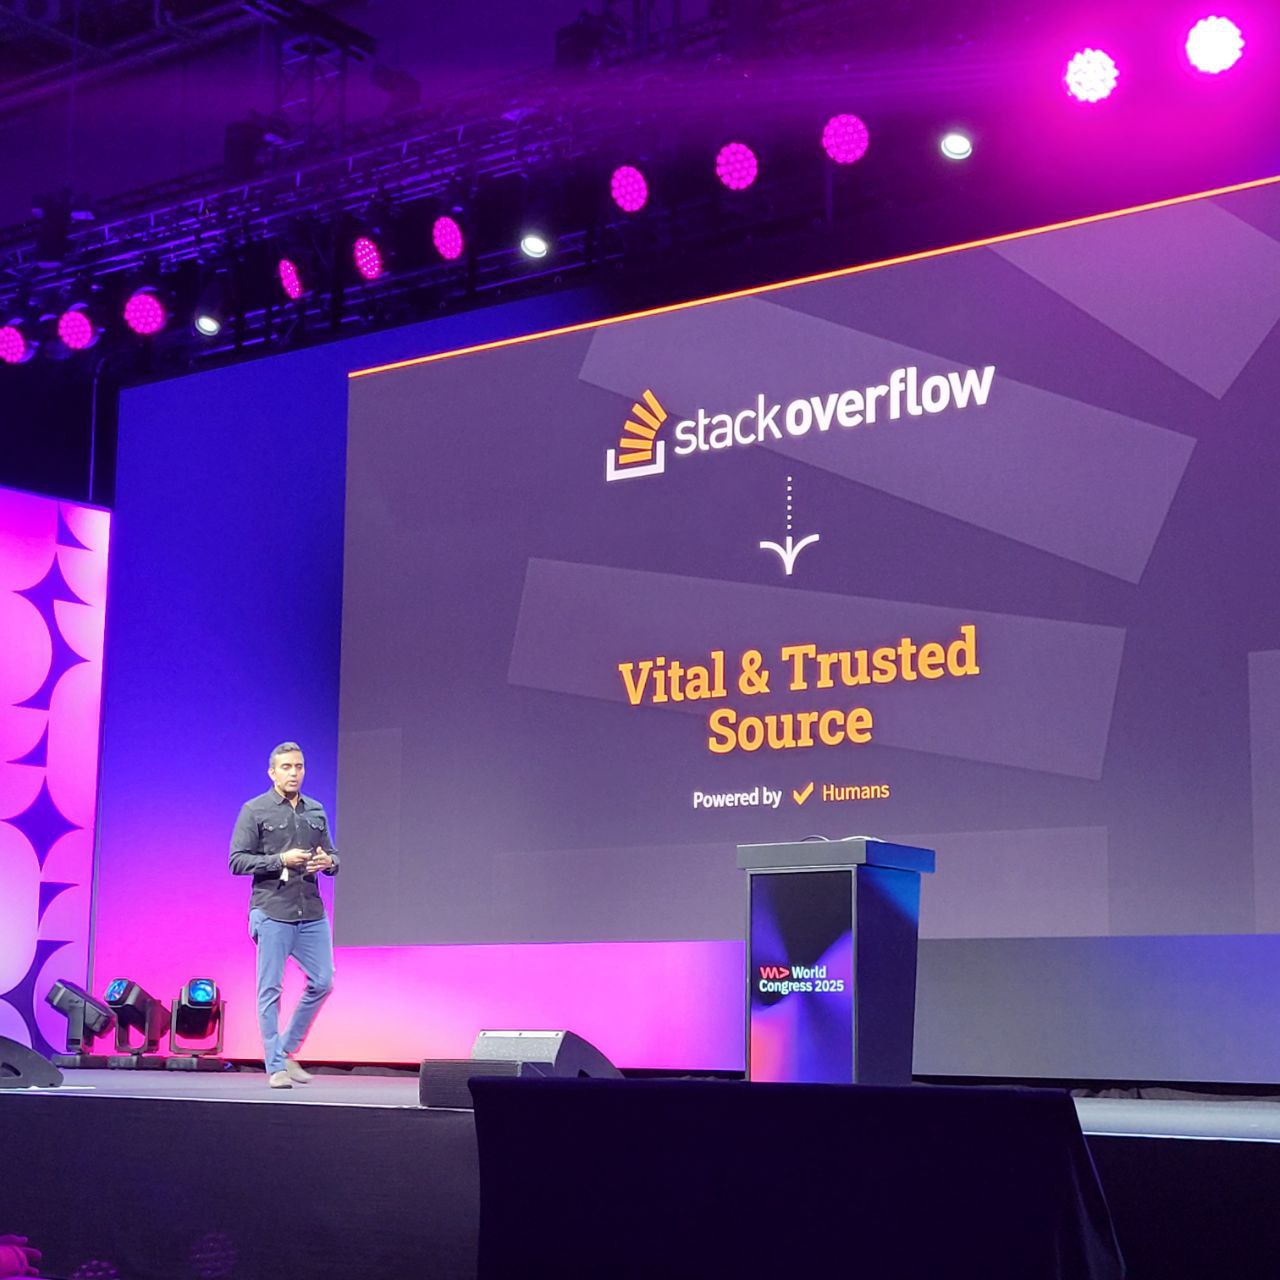 stackoverflow
Vital & Trusted
Source
Powered by ✓ Humans
World
Congress 2025